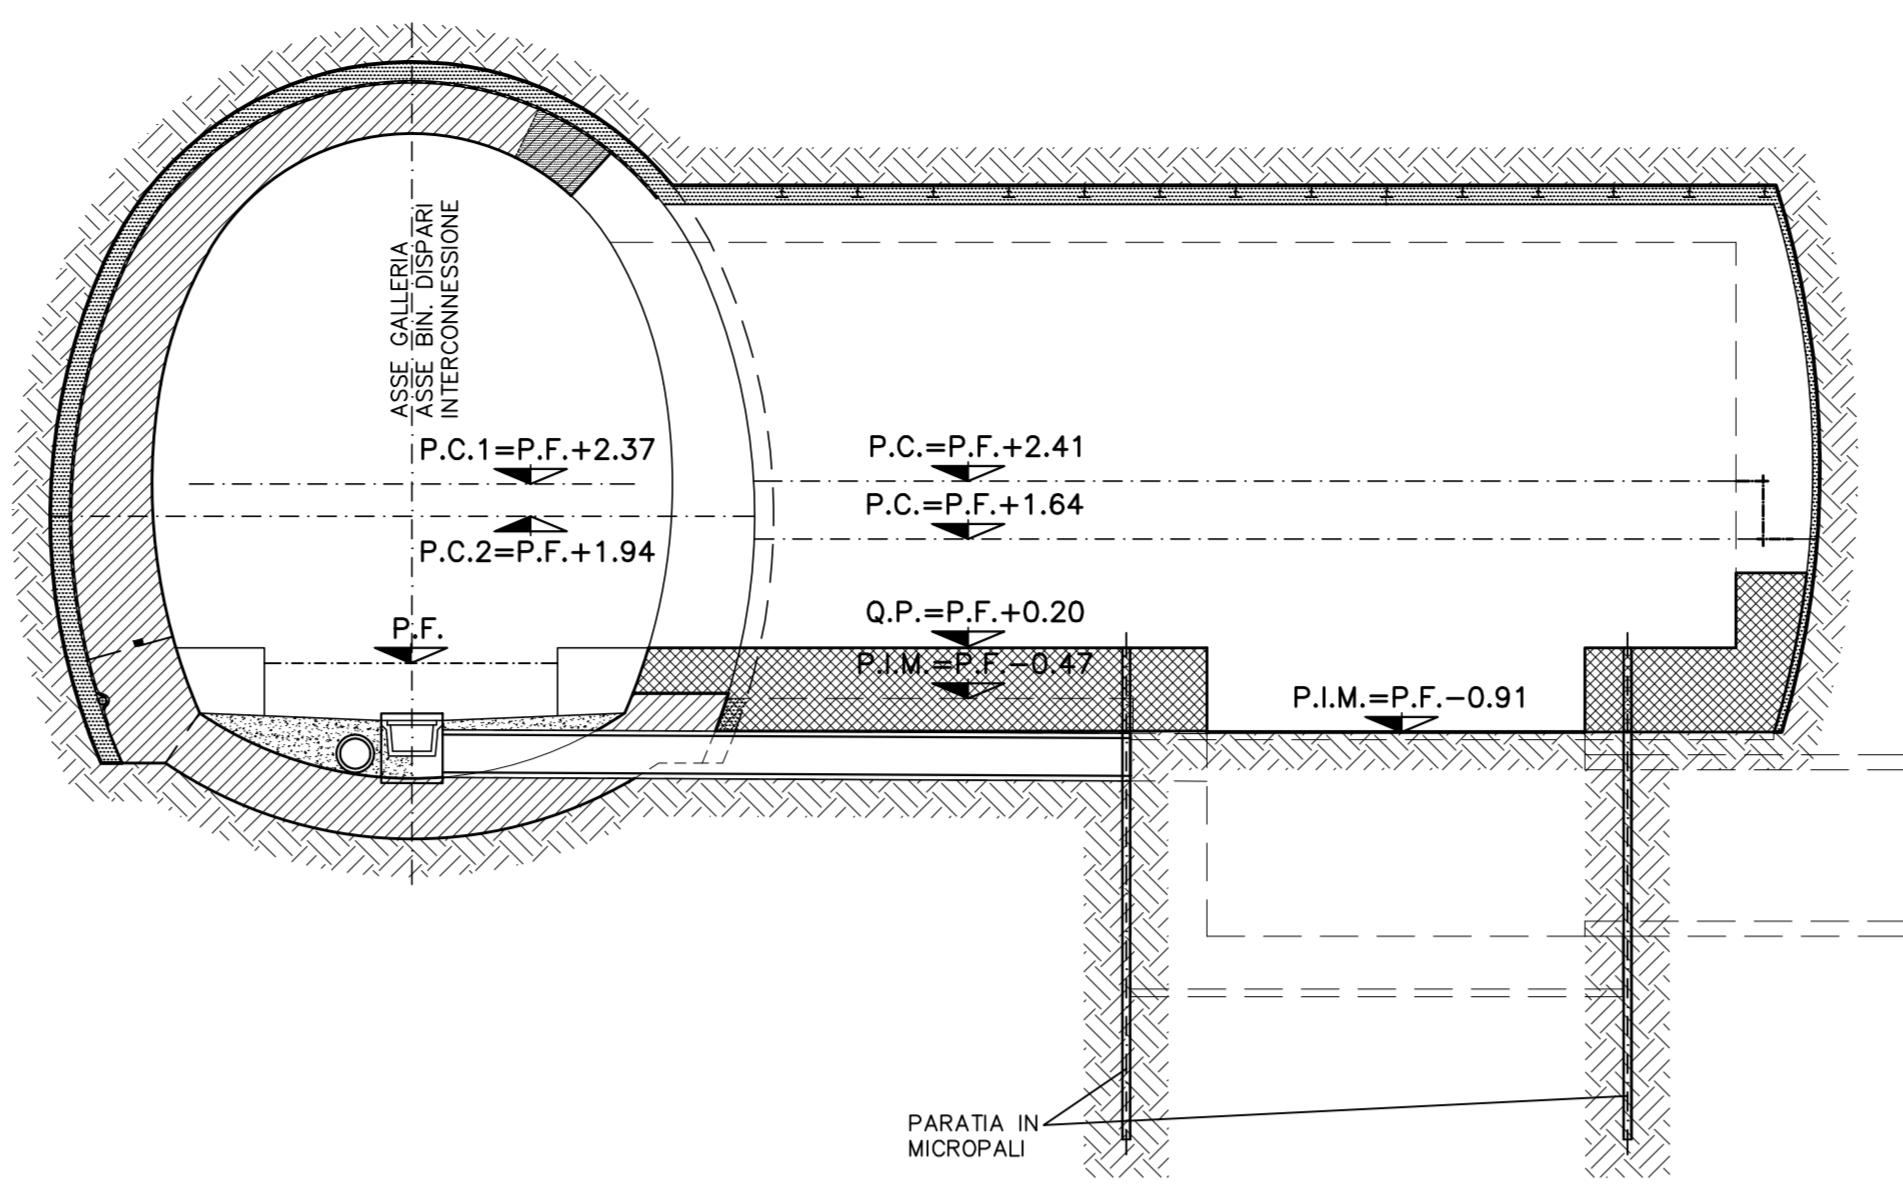 ASSE GALLERIA
ASSE BIN. DISPARI
INTERCONNESSIONE
P.C.1=P.F.+2.37
P.C.=P.F.+2.41
P.C.=P.F.+1.64
P.C.2=P.F.+1.94
P.F.
Q.P.=P.F.+0.20
P.I.M.=P.F.-0.47
P.I.M.=P.F.-0.91
PARATIA IN
MICROPALI